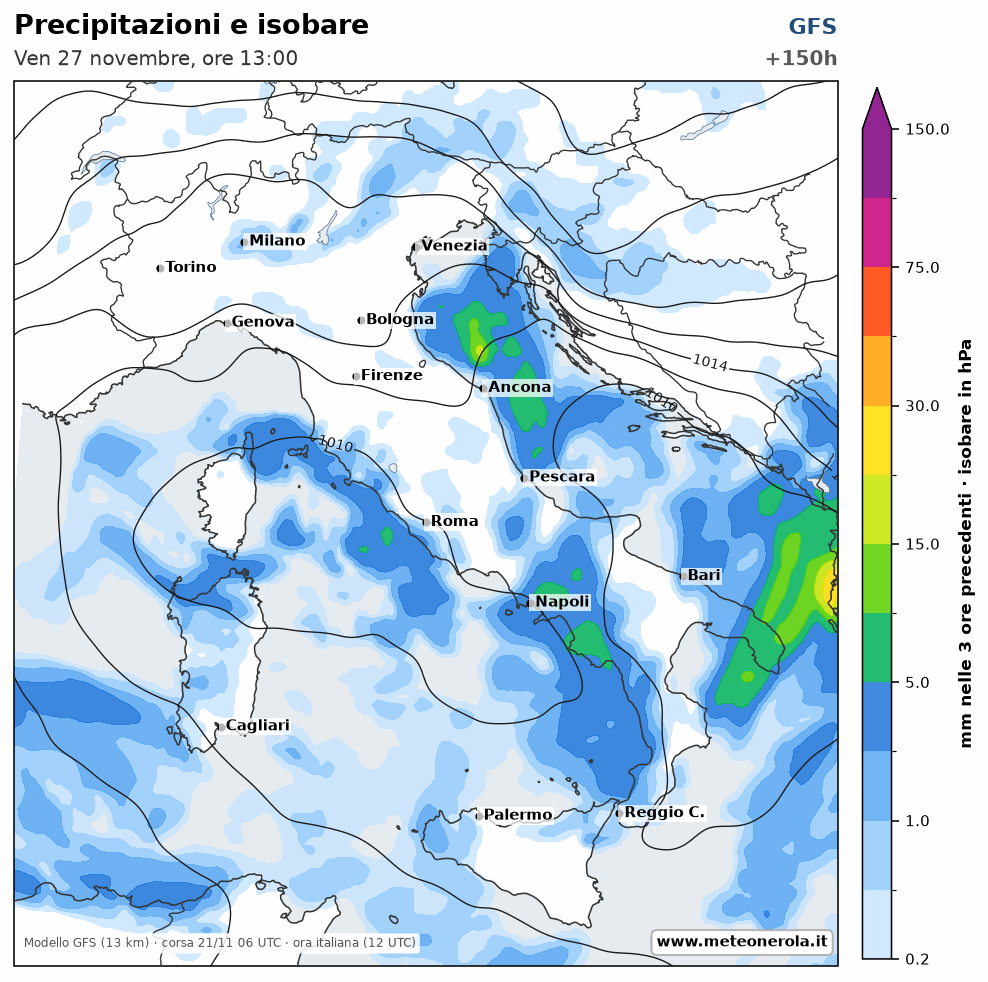 Precipitazioni e isobare
GFS
Ven 27 novembre, ore 13:00
+150h
150.0
75.0
30.0
15.0
5.0
1.0
0.2
mm nelle 3 ore precedenti · isobare in hPa
Milano
Venezia
Torino
Genova
Bologna
Firenze
Ancona
1014
1010
1010
Pescara
Roma
Bari
Napoli
Cagliari
Palermo
Reggio C.
Modello GFS (13 km) · corsa 21/11 06 UTC · ora italiana (12 UTC)
www.meteonerola.it